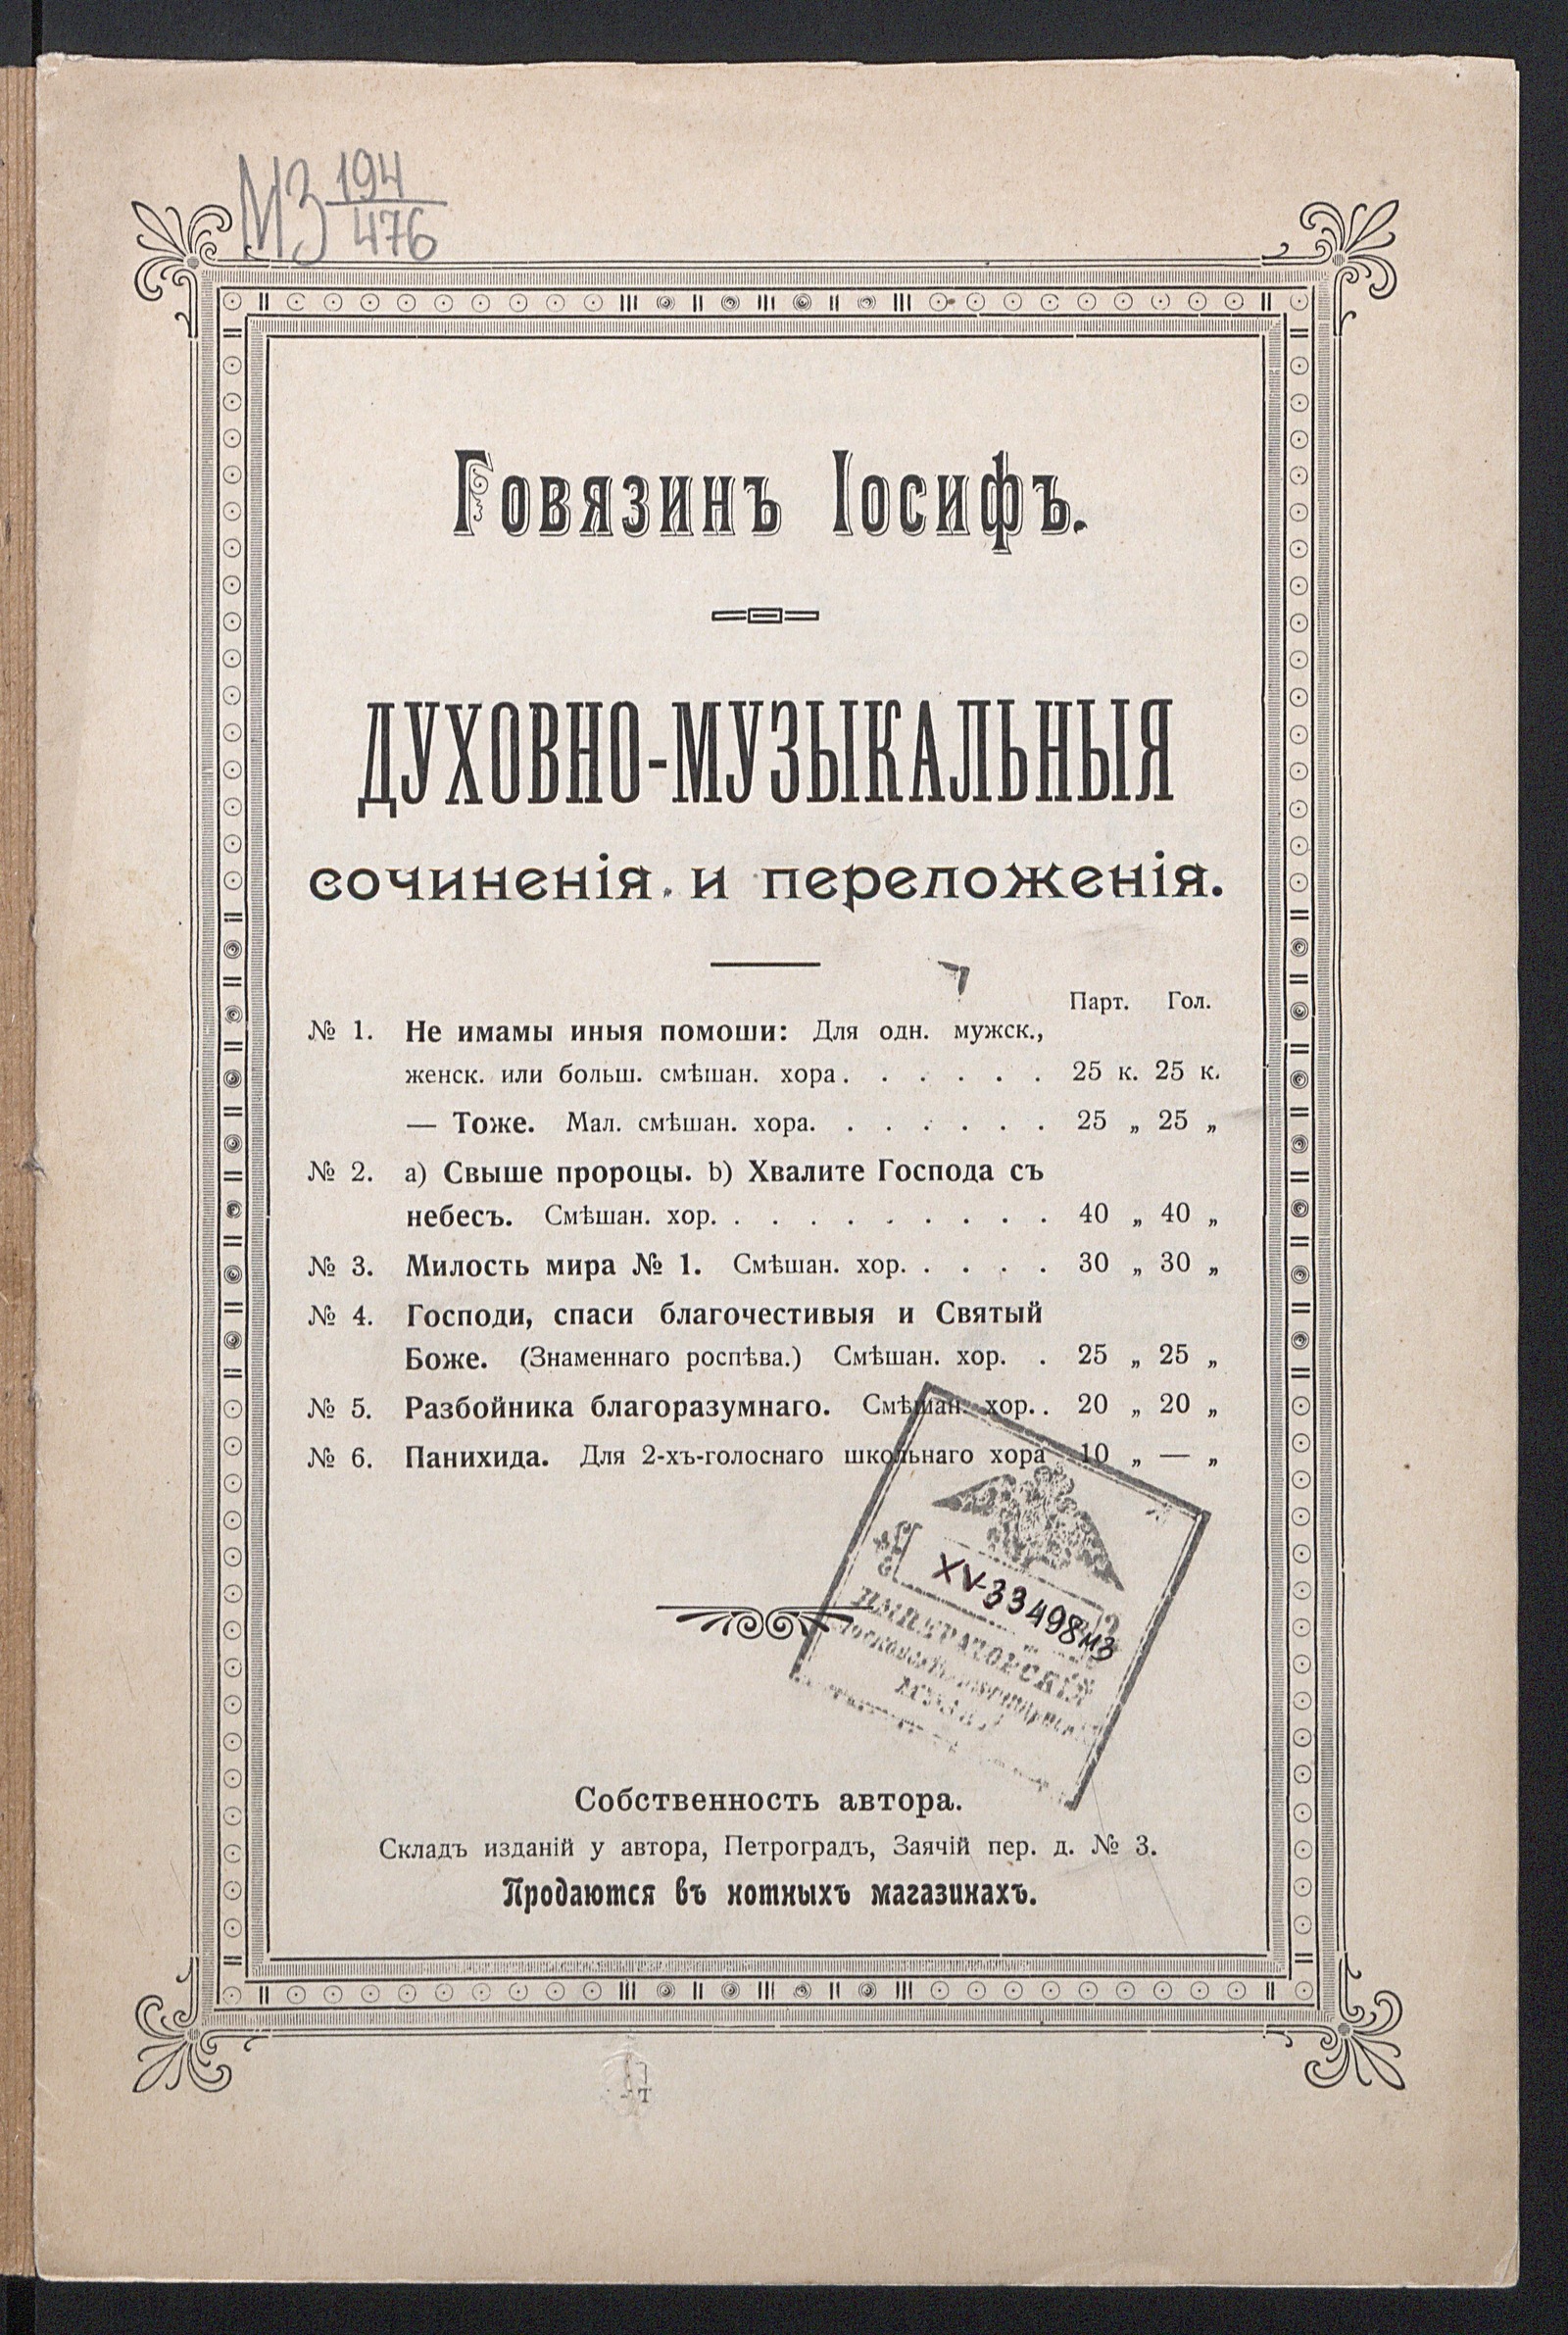 МЗ 194
476
Говязинъ Іосифъ.
ДУХОВНО-МУЗЫКАЛЬНЫЯ
сочиненія и переложенія.
Парт. Гол.
№ 1. Не имамы иныя помоши: Для одн. мужск.,
женск. или больш. смѣшан. хора. . . . . . 25 к. 25 к.
— Тоже. Мал. смѣшан. хора. . . . . . . 25 „ 25 „
№ 2. a) Свыше пророцы. b) Хвалите Господа съ
небесъ. Смѣшан. хор. . . . . . . . . . 40 „ 40 „
№ 3. Милость мира № 1. Смѣшан. хор. . . . . 30 „ 30 „
№ 4. Господи, спаси благочестивыя и Святый
Боже. (Знаменнаго роспѣва.) Смѣшан. хор. . 25 „ 25 „
№ 5. Разбойника благоразумнаго. Смѣшан. хор. . 20 „ 20 „
№ 6. Панихида. Для 2-хъ-голоснаго школьнаго хора 10 „ — „
XV-33498мз
ИМПЕРАТОРСКІЙ
Собственность автора.
Складъ изданій у автора, Петроградъ, Заячій пер. д. № 3.
Продаются въ нотныхъ магазинахъ.